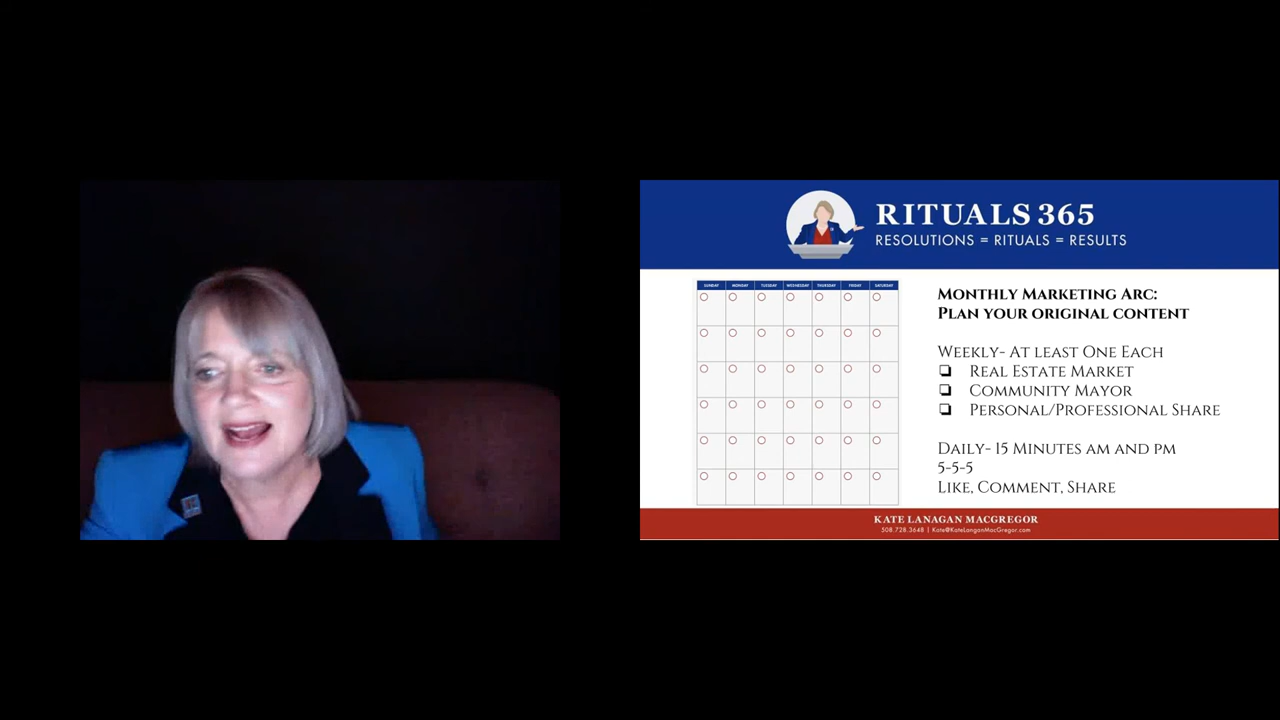 RITUALS 365
RESOLUTIONS = RITUALS = RESULTS
SUNDAY MONDAY TUESDAY WEDNESDAY THURSDAY FRIDAY SATURDAY
Monthly Marketing Arc:
Plan your original content
Weekly- At least One Each
❏ Real Estate Market
❏ Community Mayor
❏ Personal/Professional Share
Daily- 15 Minutes am and pm
5-5-5
Like, Comment, Share
KATE LANAGAN MACGREGOR
508.728.3648 | Kate@KateLanganMacGregor.com